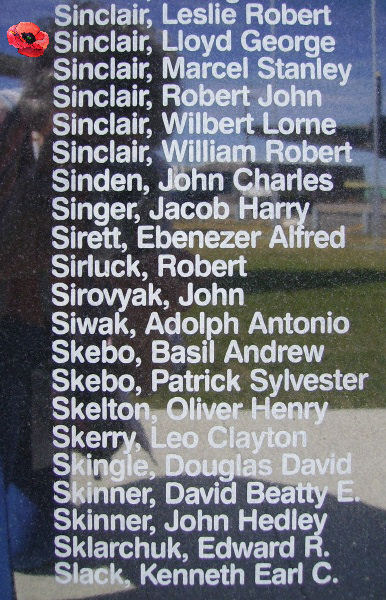 Sinclair, Leslie Robert
Sinclair, Lloyd George
Sinclair, Marcel Stanley
Sinclair, Robert John
Sinclair, Wilbert Lorne
Sinclair, William Robert
Sinden, John Charles
Singer, Jacob Harry
Sirett, Ebenezer Alfred
Sirluck, Robert
Sirovyak, John
Siwak, Adolph Antonio
Skebo, Basil Andrew
Skebo, Patrick Sylvester
Skelton, Oliver Henry
Skerry, Leo Clayton
Skingle, Douglas David
Skinner, David Beatty E.
Skinner, John Hedley
Sklarchuk, Edward R.
Slack, Kenneth Earl C.